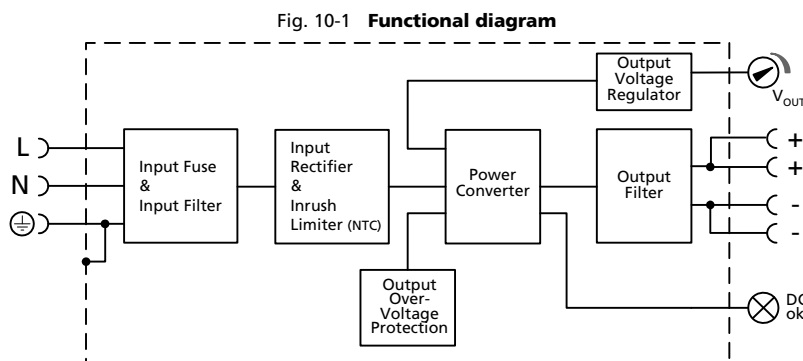 Fig. 10-1 Functional diagram
Output
Voltage
Regulator
V OUT
L
N
Input Fuse
&
Input Filter
Input
Rectifier
&
Inrush
Limiter (NTC)
Power
Converter
Output
Filter
+
+
-
-
Output
Over-
Voltage
Protection
DC
ok